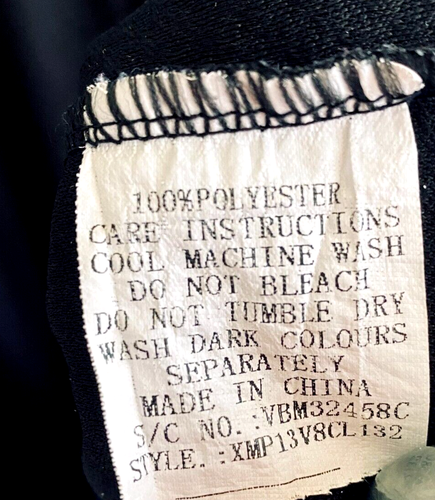 100%POLYESTER
CARE INSTRUCTIONS
COOL MACHINE WASH
DO NOT BLEACH
DO NOT TUMBLE DRY
WASH DARK COLOURS
SEPARATELY
MADE IN CHINA
S/C NO.:VBM32458C
STYLE.:XMP13V8CL132